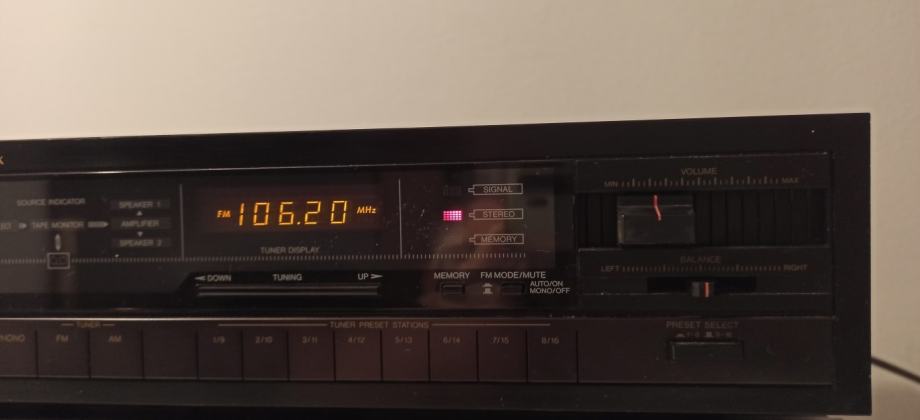 SOURCE INDICATOR
TAPE MONITOR
SPEAKER 1
AMPLIFIER
SPEAKER 2
FM 106.20 MHz
TUNER DISPLAY
SIGNAL
STEREO
MEMORY
DOWN TUNING UP
MEMORY FM MODE/MUTE
AUTO/ON
MONO/OFF
VOLUME
MIN MAX
BALANCE
LEFT RIGHT
TUNER
FM AM
TUNER PRESET STATIONS
1/9 2/10 3/11 4/12 5/13 6/14 7/15 8/16
PRESET SELECT